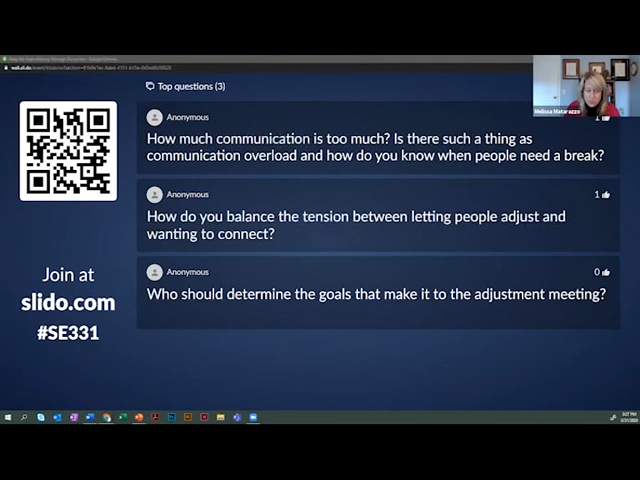 Top questions (3)
Melissa Matarazzo
Anonymous
1
How much communication is too much? Is there such a thing as
communication overload and how do you know when people need a break?
Anonymous
1
How do you balance the tension between letting people adjust and
wanting to connect?
Anonymous
0
Who should determine the goals that make it to the adjustment meeting?
Join at
slido.com
#SE331